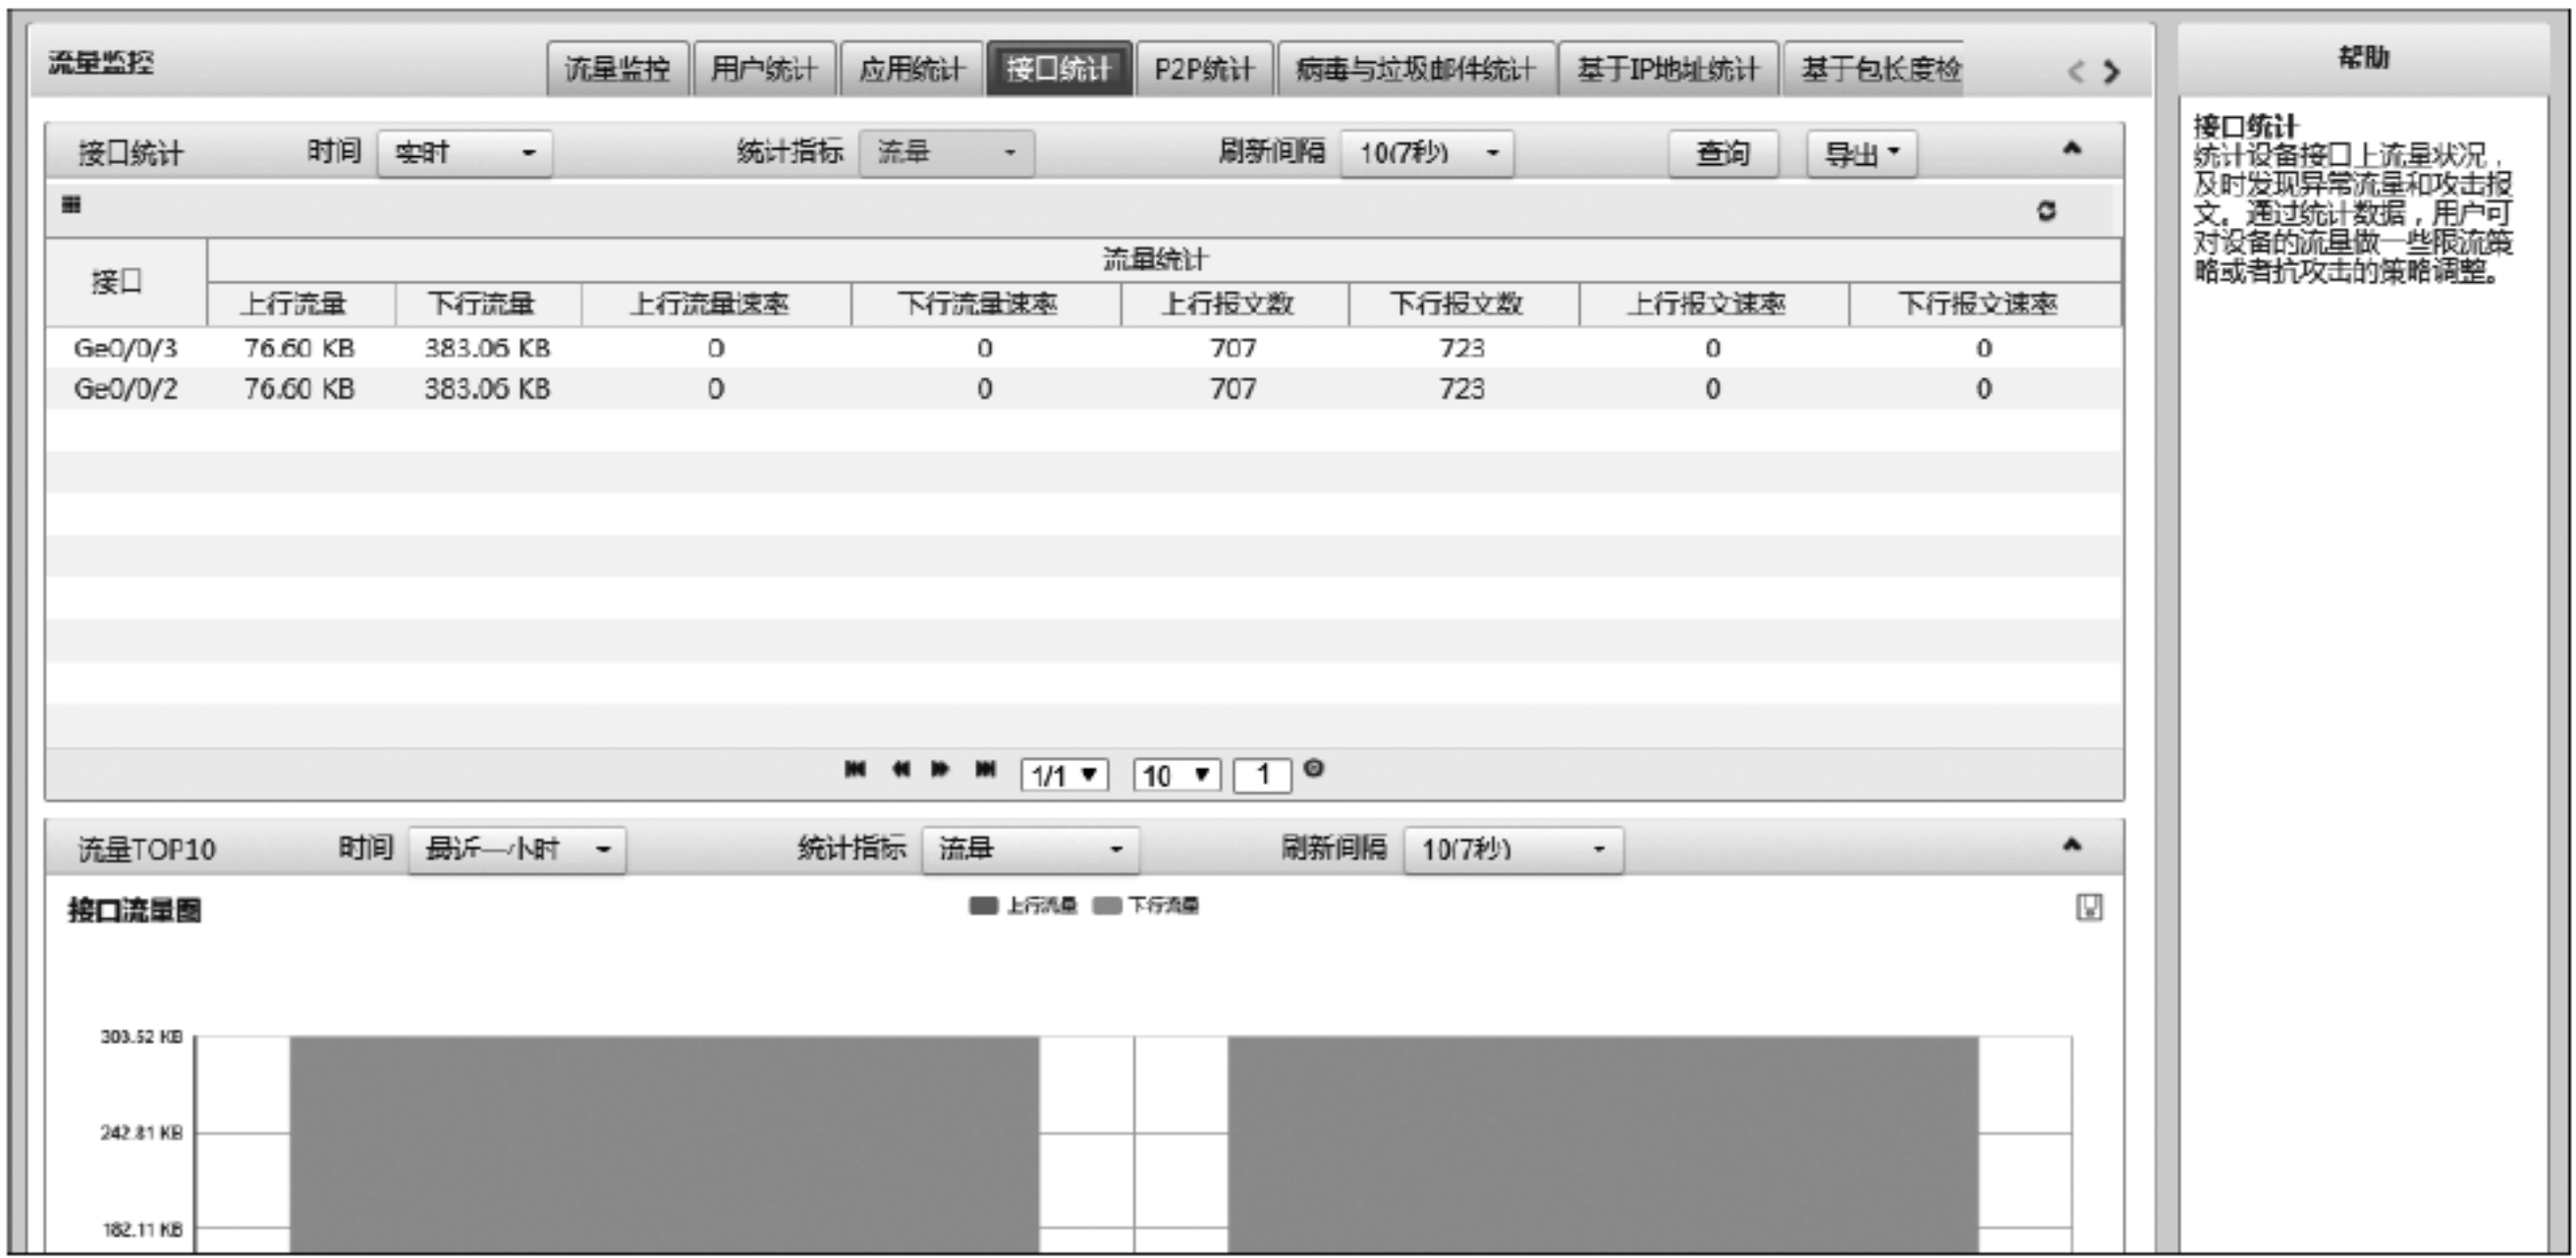 流量监控 流量监控 用户统计 应用统计 接口统计 P2P统计 病毒与垃圾邮件统计 基于IP地址统计 基于包长度检
接口统计 时间 实时 统计指标 流量 刷新间隔 10(7秒) 查询 导出
接口 流量统计
上行流量 下行流量 上行流量速率 下行流量速率 上行报文数 下行报文数 上行报文速率 下行报文速率
Ge0/0/3 76.60 KB 383.06 KB 0 0 707 723 0 0
Ge0/0/2 76.60 KB 383.06 KB 0 0 707 723 0 0
1/1 10 1
流量TOP10 时间 最近一小时 统计指标 流量 刷新间隔 10(7秒)
接口流量图 上行流量 下行流量
303.52 KB
242.81 KB
182.11 KB
帮助
接口统计
统计设备接口上流量状况，
及时发现异常流量和攻击报
文。通过统计数据，用户可
对设备的流量做一些限流策
略或者抗攻击的策略调整。